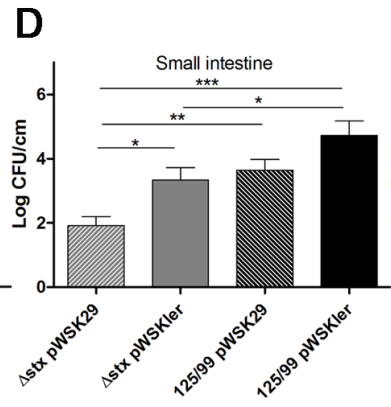 D
Small intestine
***
*
**
*
Log CFU/cm
6
4
2
0
Δstx pWSK29
Δstx pWSKler
125/99 pWSK29
125/99 pWSKler